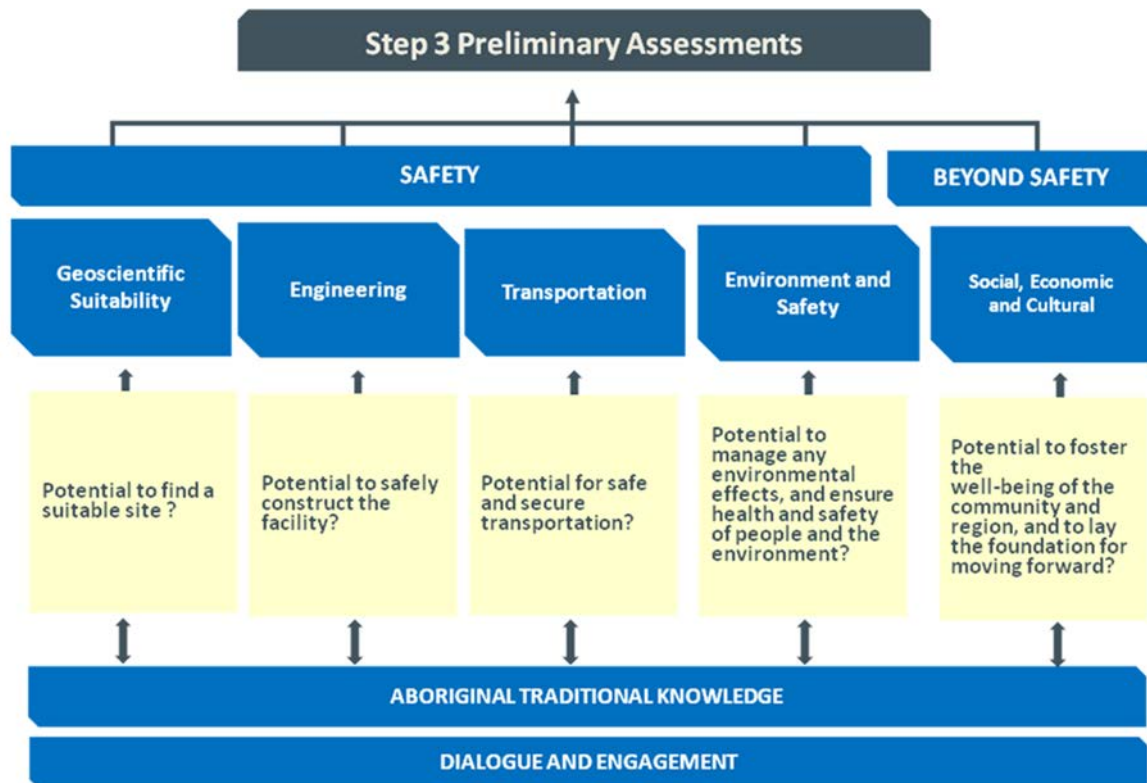 Step 3 Preliminary Assessments
SAFETY
BEYOND SAFETY
Geoscientific
Suitability
Engineering
Transportation
Environment and
Safety
Social, Economic
and Cultural
Potential to find a
suitable site ?
Potential to safely
construct the
facility?
Potential for safe
and secure
transportation?
Potential to
manage any
environmental
effects, and ensure
health and safety
of people and the
environment?
Potential to foster
the
well-being of the
community and
region, and to lay
the foundation for
moving forward?
ABORIGINAL TRADITIONAL KNOWLEDGE
DIALOGUE AND ENGAGEMENT